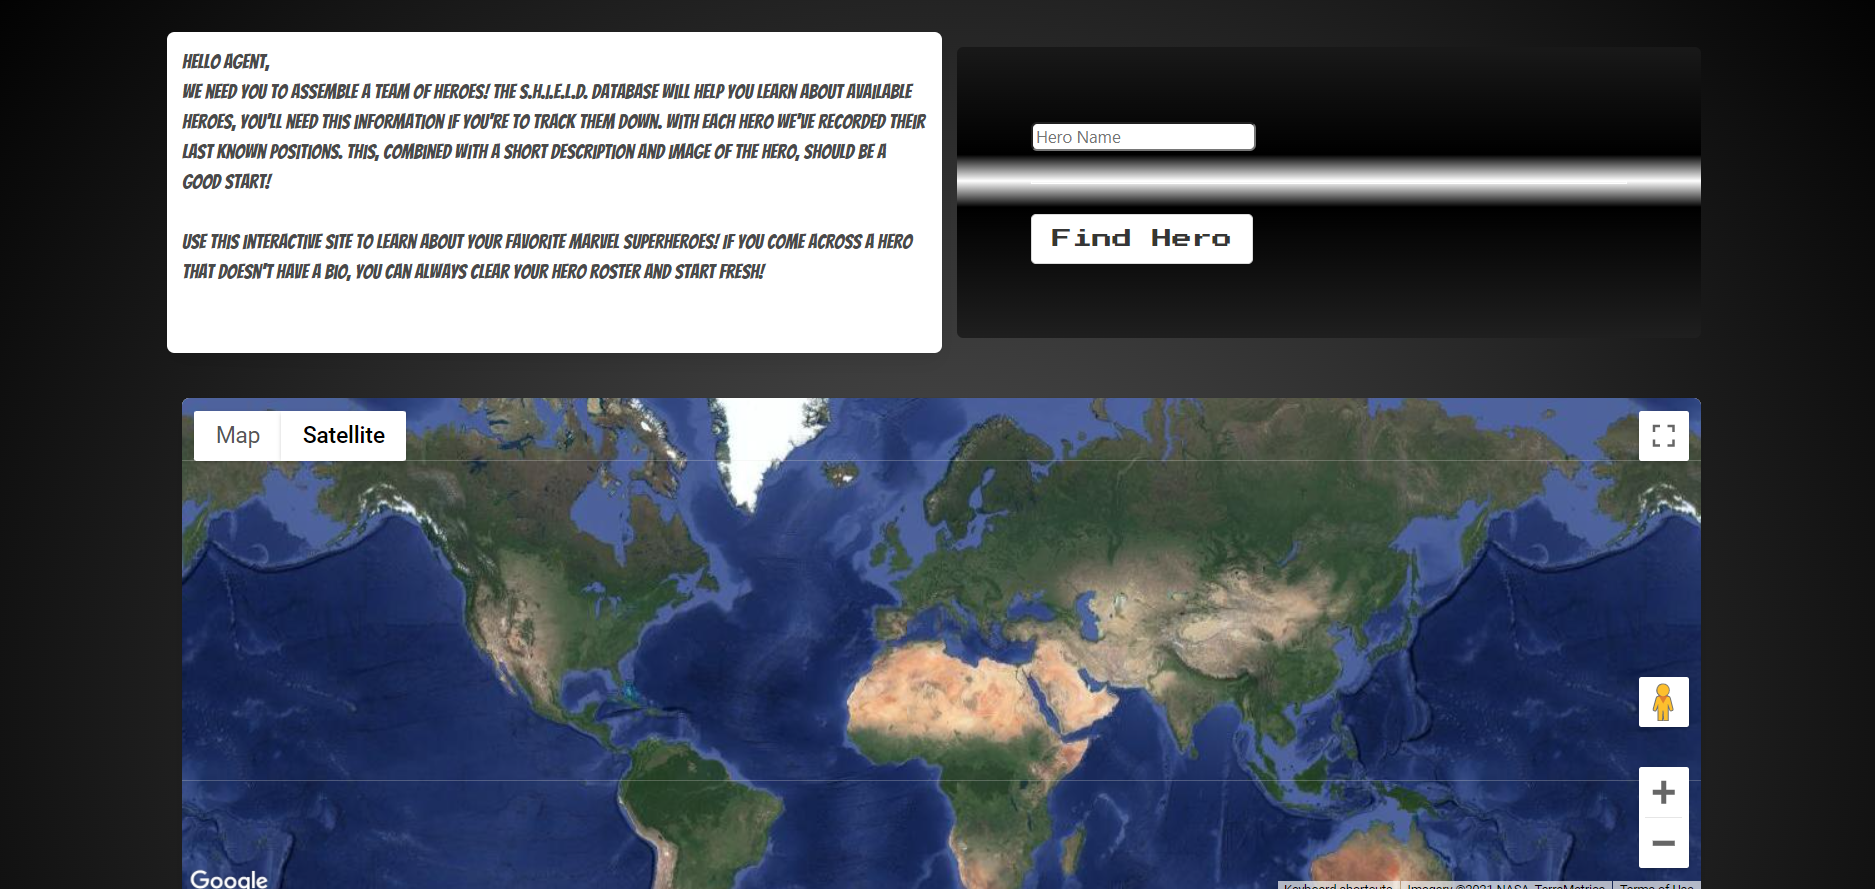 HELLO AGENT,
WE NEED YOU TO ASSEMBLE A TEAM OF HEROES! THE S.H.I.E.L.D. DATABASE WILL HELP YOU LEARN ABOUT AVAILABLE
HEROES, YOU'LL NEED THIS INFORMATION IF YOU'RE TO TRACK THEM DOWN. WITH EACH HERO WE'VE RECORDED THEIR
LAST KNOWN POSITIONS. THIS, COMBINED WITH A SHORT DESCRIPTION AND IMAGE OF THE HERO, SHOULD BE A
GOOD START!
USE THIS INTERACTIVE SITE TO LEARN ABOUT YOUR FAVORITE MARVEL SUPERHEROES! IF YOU COME ACROSS A HERO
THAT DOESN'T HAVE A BIO, YOU CAN ALWAYS CLEAR YOUR HERO ROSTER AND START FRESH!
Hero Name
Find Hero
Map Satellite
Google
Keyboard shortcuts Imagery ©2021 NASA, TerraMetrics Terms of Use